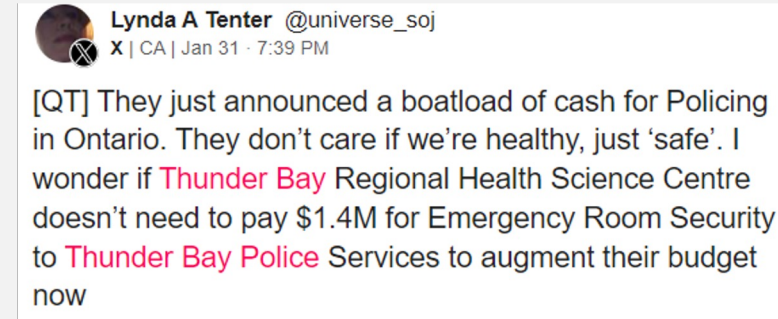 Lynda A Tenter @universe_soj
X | CA | Jan 31 · 7:39 PM
[QT] They just announced a boatload of cash for Policing
in Ontario. They don’t care if we’re healthy, just ‘safe’. I
wonder if Thunder Bay Regional Health Science Centre
doesn’t need to pay $1.4M for Emergency Room Security
to Thunder Bay Police Services to augment their budget
now